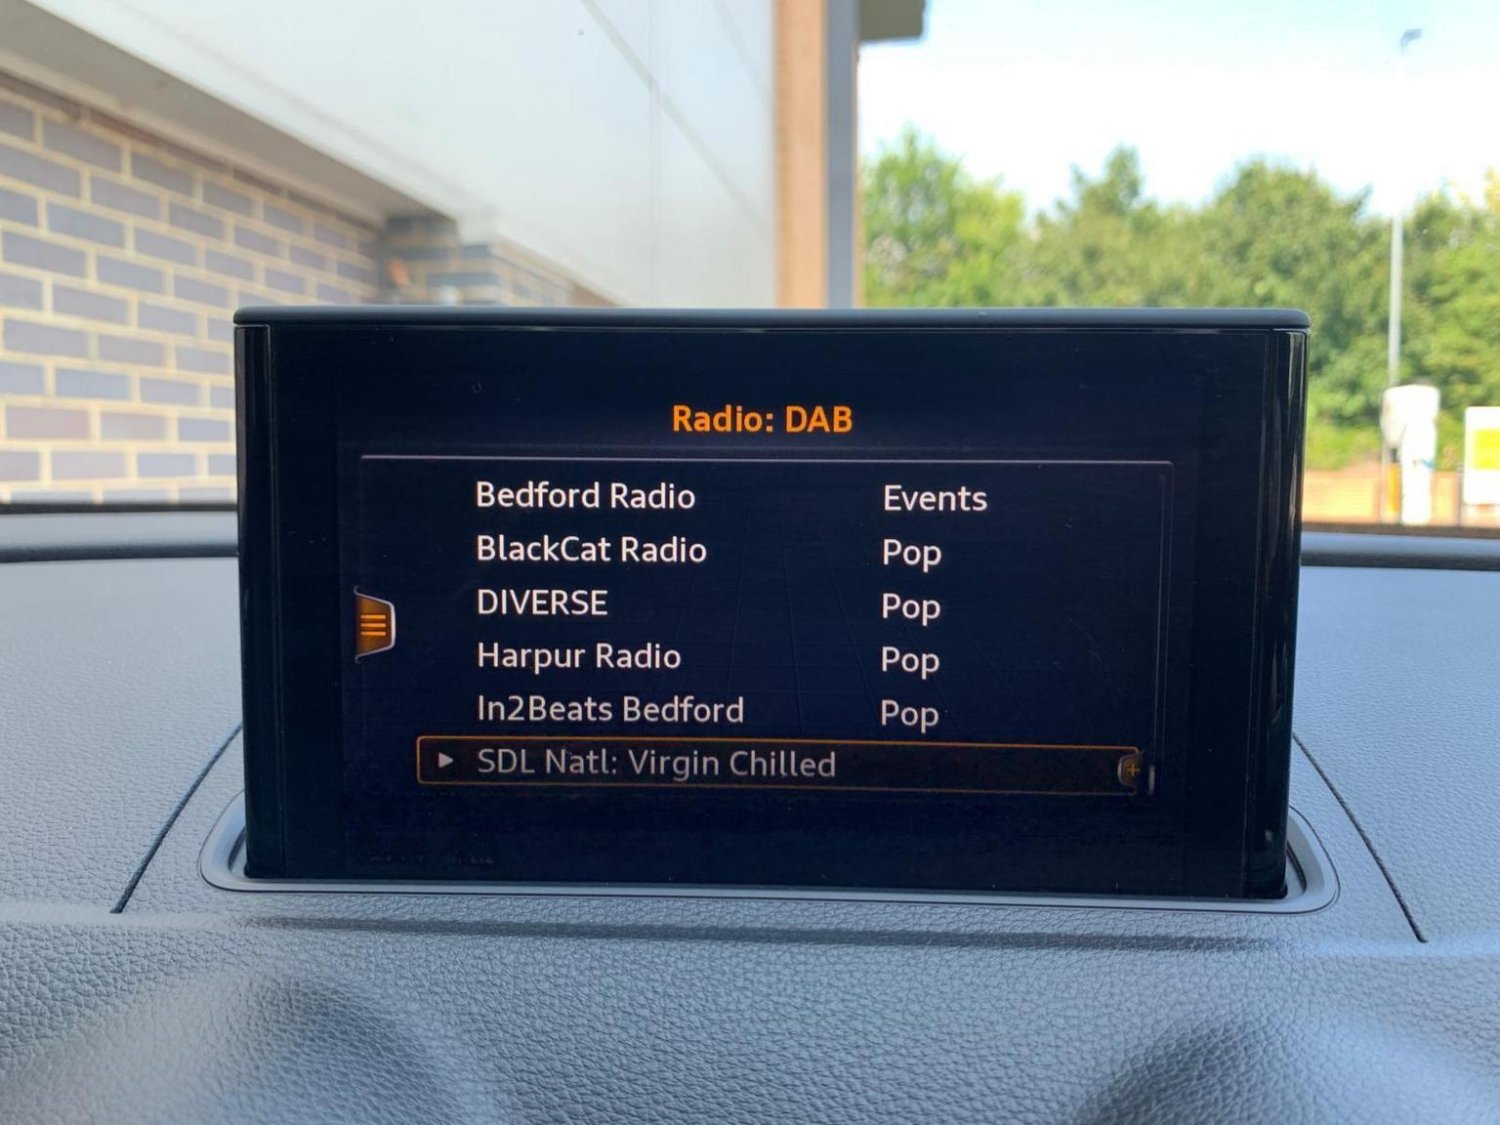 Radio: DAB
Bedford Radio Events
BlackCat Radio Pop
DIVERSE Pop
Harpur Radio Pop
In2Beats Bedford Pop
SDL Natl: Virgin Chilled